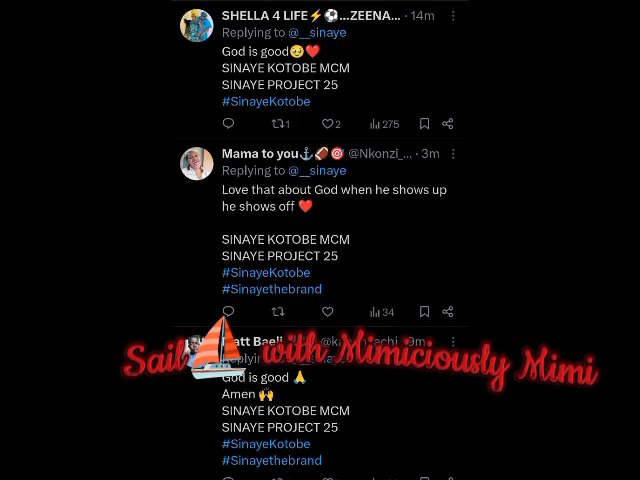 SHELLA 4 LIFE⚡⚽...ZEENA... · 14m
Replying to @__sinaye
God is good🥹❤️
SINAYE KOTOBE MCM
SINAYE PROJECT 25
#SinayeKotobe
1 2 275
Mama to you⚓🏈🎯 @Nkonzi_... · 3m
Replying to @__sinaye
Love that about God when he shows up
he shows off ❤️
SINAYE KOTOBE MCM
SINAYE PROJECT 25
#SinayeKotobe
#Sinayethebrand
34
Sail⛵ with Mimiciously Mimi
God is good 🙏
Amen 🙌
SINAYE KOTOBE MCM
SINAYE PROJECT 25
#SinayeKotobe
#Sinayethebrand